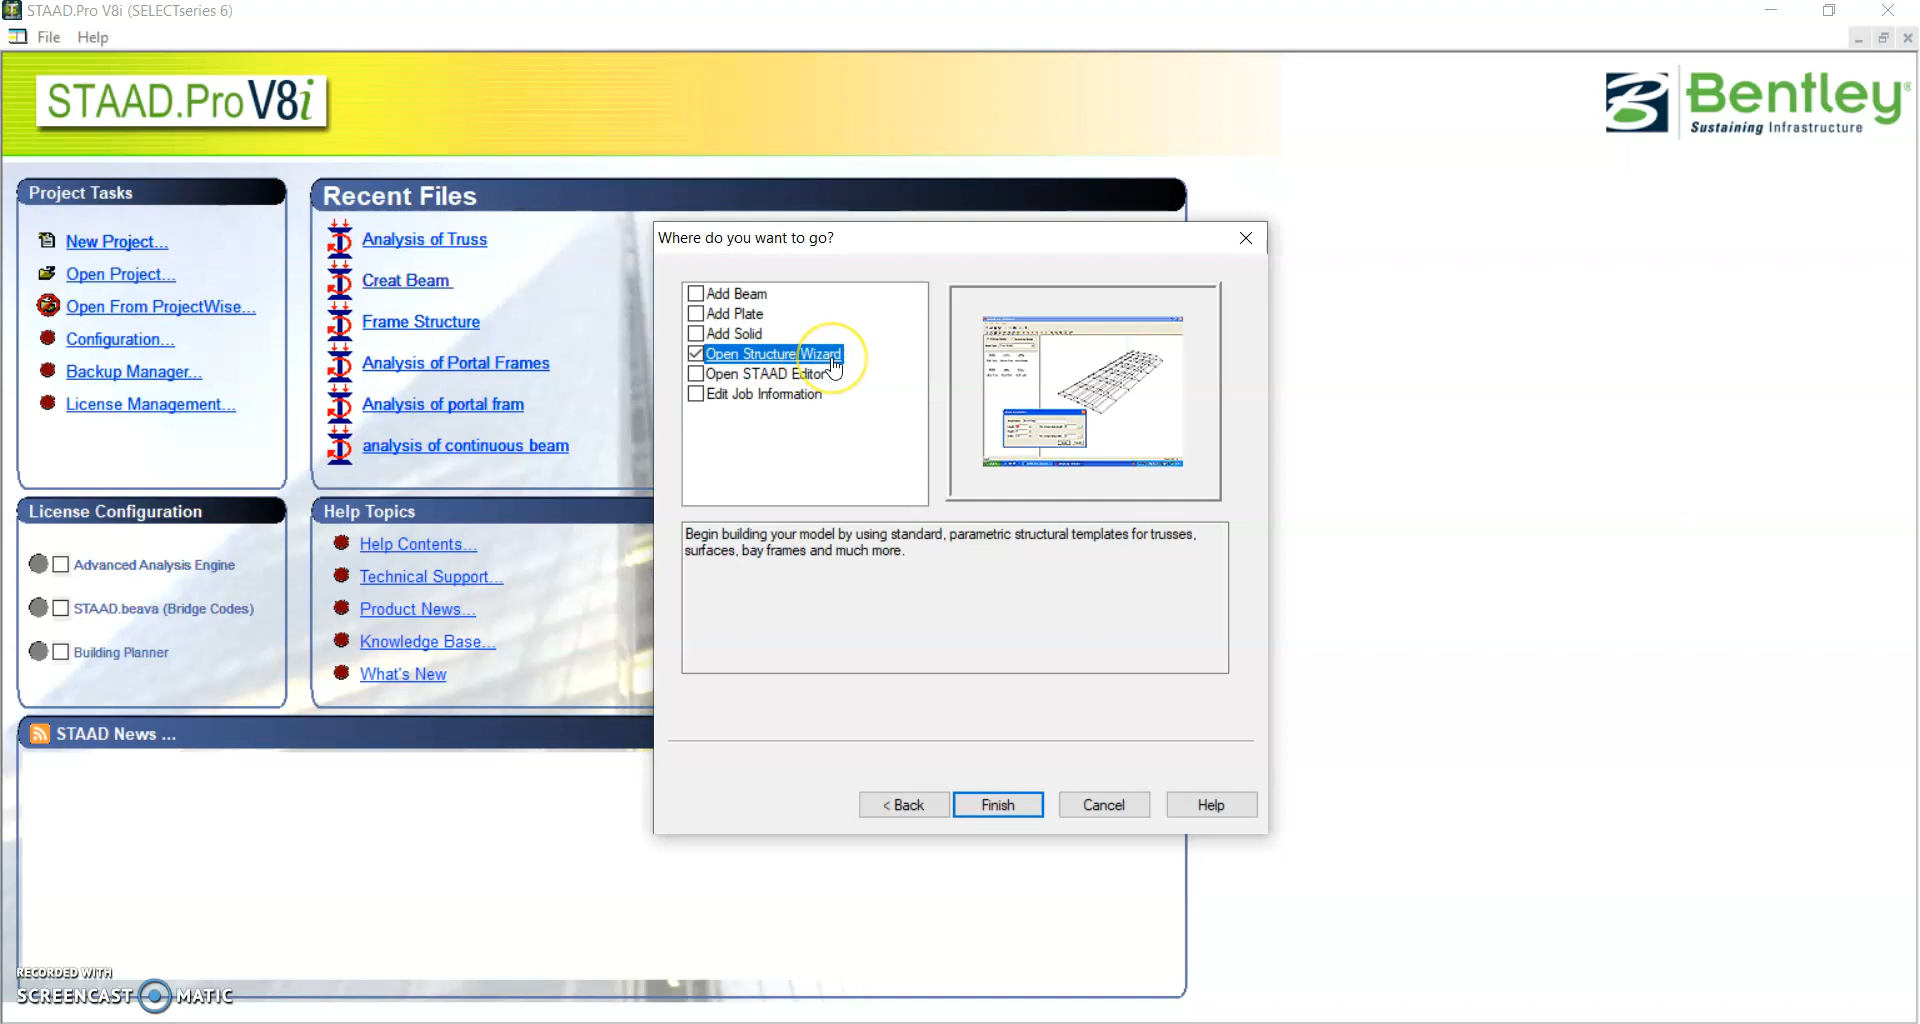 STAAD.Pro V8i (SELECTseries 6)
File Help
STAAD.Pro V8i
Bentley®
Sustaining Infrastructure
Project Tasks
New Project...
Open Project...
Open From ProjectWise...
Configuration...
Backup Manager...
License Management...
Recent Files
Analysis of Truss
Creat Beam
Frame Structure
Analysis of Portal Frames
Analysis of portal fram
analysis of continuous beam
Where do you want to go?
Add Beam
Add Plate
Add Solid
Open Structure Wizard
Open STAAD Editor
Edit Job Information
Begin building your model by using standard, parametric structural templates for trusses,
surfaces, bay frames and much more.
< Back Finish Cancel Help
License Configuration
Advanced Analysis Engine
STAAD.beava (Bridge Codes)
Building Planner
Help Topics
Help Contents...
Technical Support...
Product News...
Knowledge Base...
What's New
STAAD News ...
RECORDED WITH
SCREENCAST MATIC